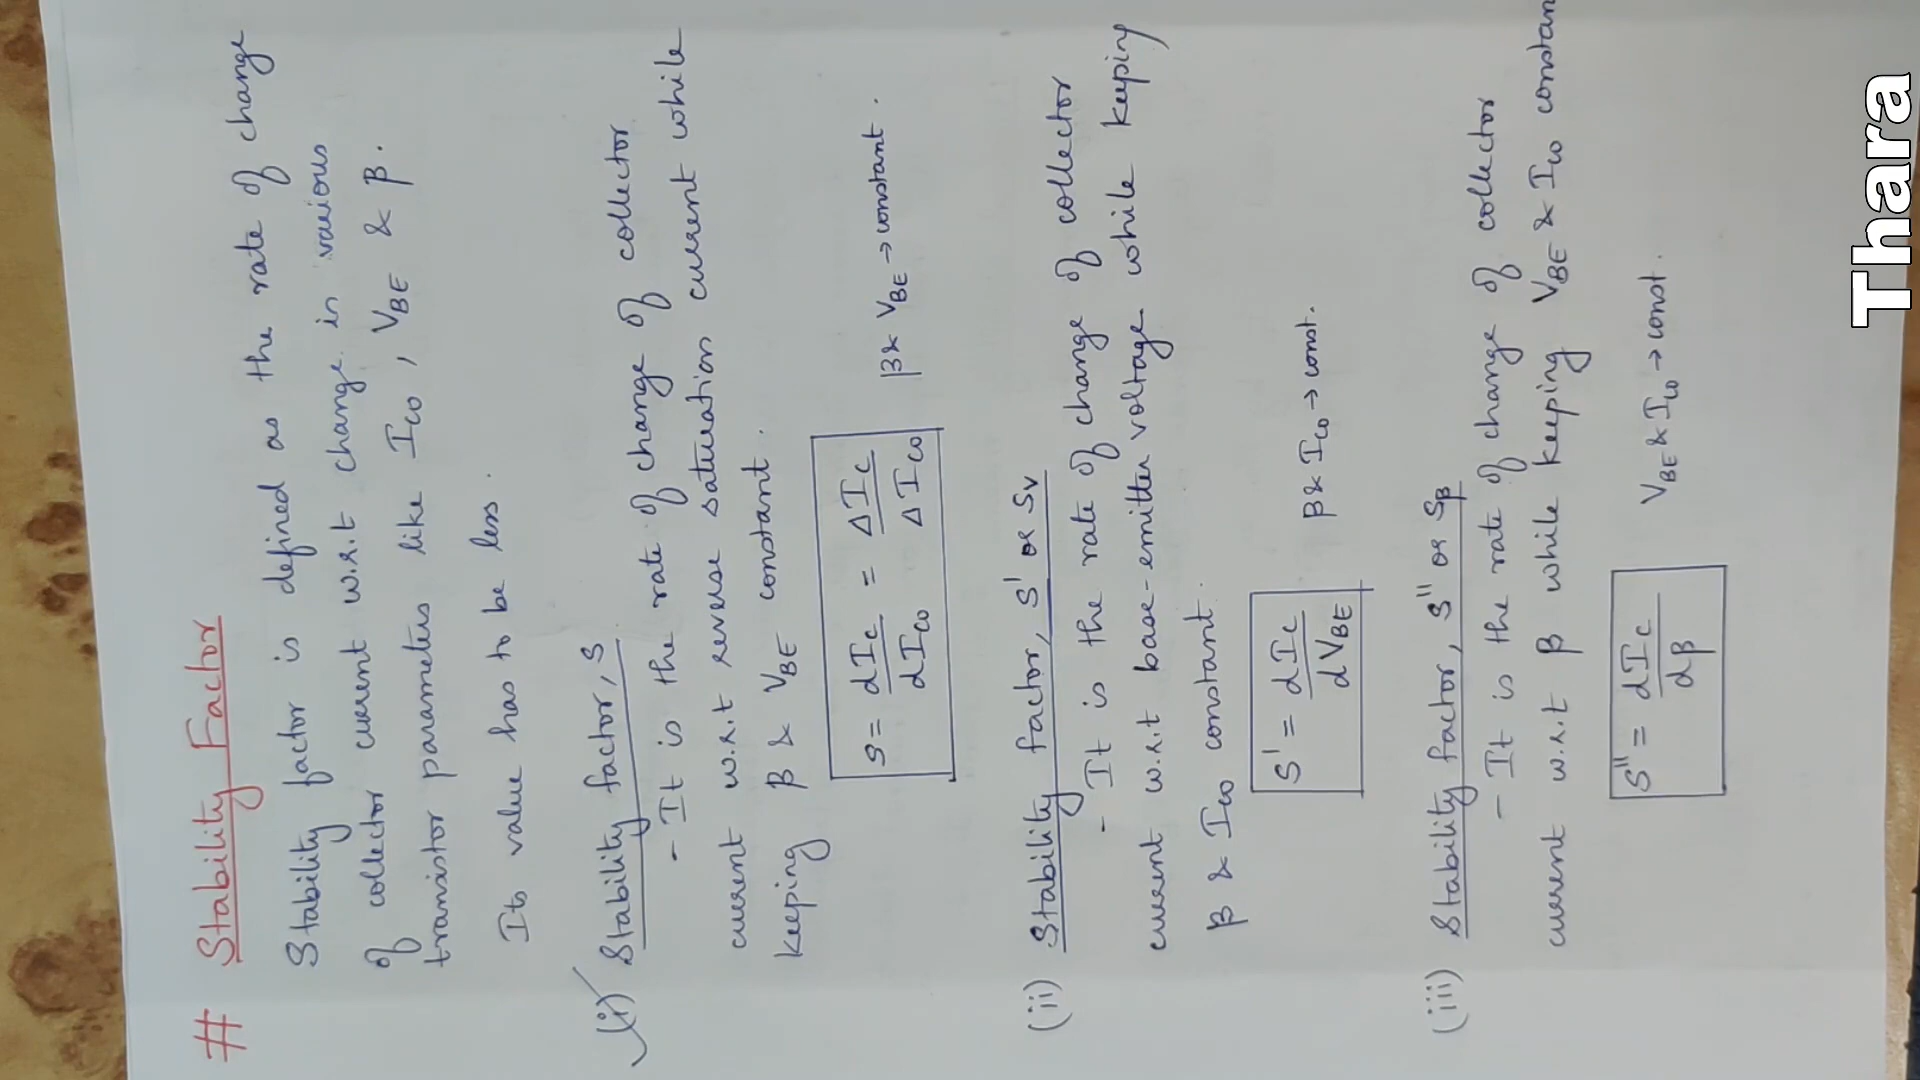 # Stability Factor
Stability factor is defined as the rate of change
of collector current w.r.t change in various
transistor parameters like Ico, VBE & β.
Its value has to be less.
(i) Stability factor, S
- It is the rate of change of collector
current w.r.t reverse saturation current while
keeping β & VBE constant.
S = dIc/dIco = ΔIc/ΔIco β & VBE → constant.
(ii) Stability factor, S' or Sv
- It is the rate of change of collector
current w.r.t base-emitter voltage while keeping
β & Ico constant.
S' = dIc/dVBE β & Ico → const.
(iii) Stability factor, S'' or Sβ
- It is the rate of change of collector
current w.r.t β while keeping VBE & Ico constan
S'' = dIc/dβ VBE & Ico → const.
Thara